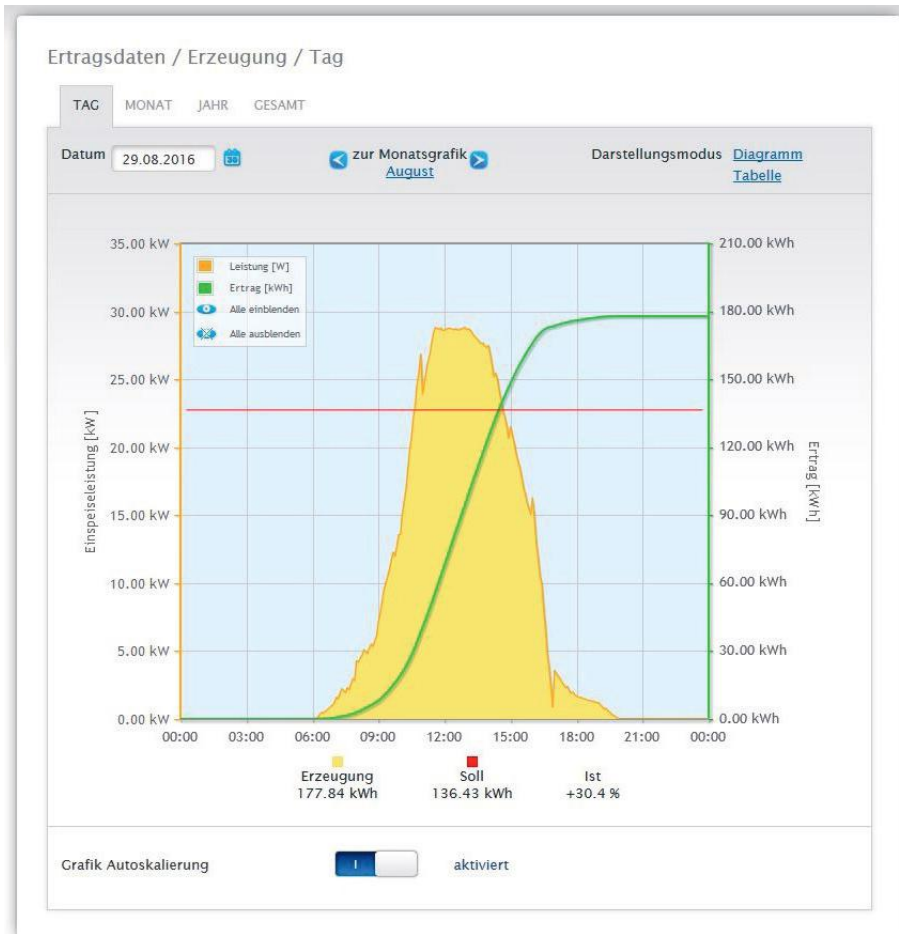 Ertragsdaten / Erzeugung / Tag
TAG MONAT JAHR GESAMT
Datum 29.08.2016 30 zur Monatsgrafik Darstellungsmodus Diagramm
August Tabelle
35.00 kW 210.00 kWh
Leistung [W]
Ertrag [kWh]
Alle einblenden
Alle ausblenden
30.00 kW 180.00 kWh
25.00 kW 150.00 kWh
20.00 kW 120.00 kWh
15.00 kW 90.00 kWh
10.00 kW 60.00 kWh
5.00 kW 30.00 kWh
0.00 kW 0.00 kWh
Einspeiseleistung [kW]
Ertrag [kWh]
00:00 03:00 06:00 09:00 12:00 15:00 18:00 21:00 00:00
Erzeugung Soll Ist
177.84 kWh 136.43 kWh +30.4 %
Grafik Autoskalierung I aktiviert